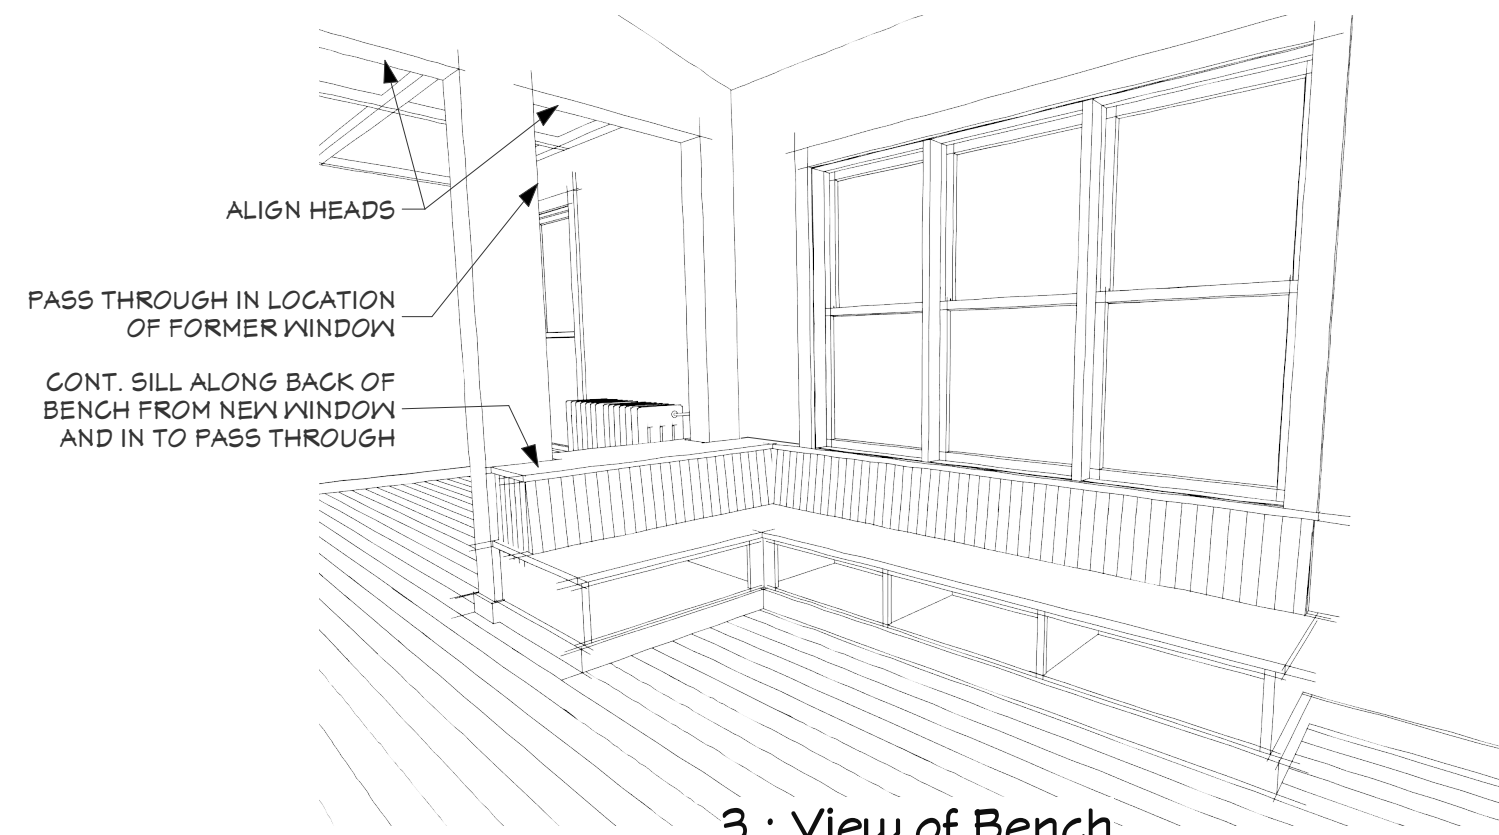 ALIGN HEADS
PASS THROUGH IN LOCATION
OF FORMER WINDOW
CONT. SILL ALONG BACK OF
BENCH FROM NEW WINDOW
AND IN TO PASS THROUGH
3 : View of Bench